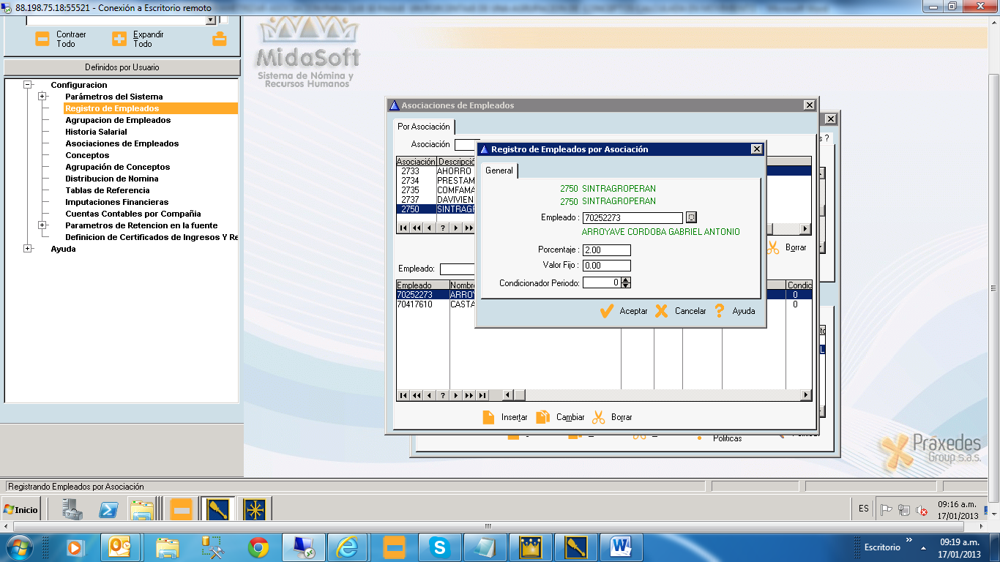 88.198.75.18:55521 - Conexión a Escritorio remoto
Contraer Todo
Expandir Todo
Definidos por Usuario
Configuracion
Parámetros del Sistema
Registro de Empleados
Agrupacion de Empleados
Historia Salarial
Asociaciones de Empleados
Conceptos
Agrupación de Conceptos
Distribucion de Nomina
Tablas de Referencia
Imputaciones Financieras
Cuentas Contables por Compañia
Parametros de Retencion en la fuente
Definicion de Certificados de Ingresos Y Re
Ayuda
MidaSoft
Sistema de Nómina y
Recursos Humanos
Asociaciones de Empleados
Por Asociación
Asociación
Asociación Descripció
2733 AHORRO
2734 PRESTAM
2735 COMFAMA
2737 DAVIVIEN
2750 SINTRAGR
Borrar
Empleado:
Empleado Nombr Condic
70252273 ARROY 0
70417610 CASTA 0
Insertar Cambiar Borrar
Registro de Empleados por Asociación
General
2750 SINTRAGROPERAN
2750 SINTRAGROPERAN
Empleado : 70252273
ARROYAVE CORDOBA GABRIEL ANTONIO
Porcentaje : 2.00
Valor Fijo : 0.00
Condicionador Periodo: 0
Aceptar Cancelar Ayuda
s ?
Políticas
Práxedes
Group s.a.s.
Registrando Empleados por Asociación
Inicio
ES
09:16 a.m.
17/01/2013
Escritorio
09:19 a.m.
17/01/2013